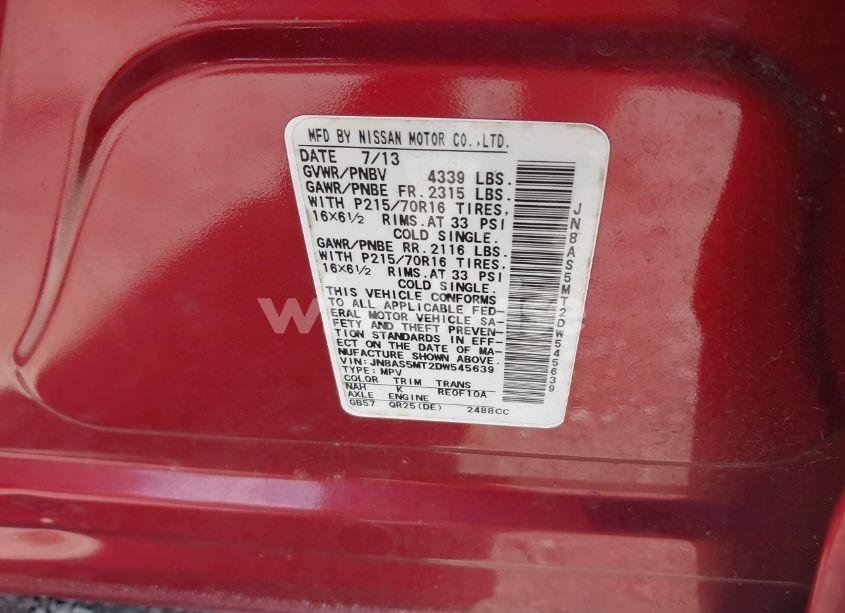 MFD BY NISSAN MOTOR CO.,LTD.
DATE 7/13
GVWR/PNBV 4339 LBS.
GAWR/PNBE FR. 2315 LBS.
WITH P215/70R16 TIRES,
16X6½ RIMS.AT 33 PSI
COLD SINGLE.
GAWR/PNBE RR. 2116 LBS.
WITH P215/70R16 TIRES.
16X6½ RIMS.AT 33 PSI
COLD SINGLE.
THIS VEHICLE CONFORMS
TO ALL APPLICABLE FED-
ERAL MOTOR VEHICLE SA-
FETY AND THEFT PREVEN-
TION STANDARDS IN EFF-
ECT ON THE DATE OF MA-
NUFACTURE SHOWN ABOVE.
VIN: JN8AS5MT2DW545639
TYPE: MPV
COLOR TRIM TRANS
NAH K RE0F10A
AXLE ENGINE
GB57 QR25(DE) 2488CC
JN8AS5MT2DW545639